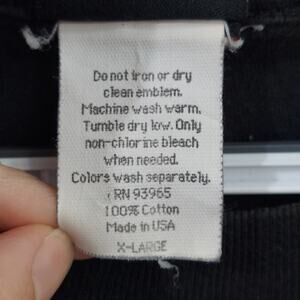 Do not iron or dry
clean emblem.
Machine wash warm.
Tumble dry low. Only
non-chlorine bleach
when needed.
Colors wash separately.
RN 93965
100% Cotton
Made in USA
X-LARGE